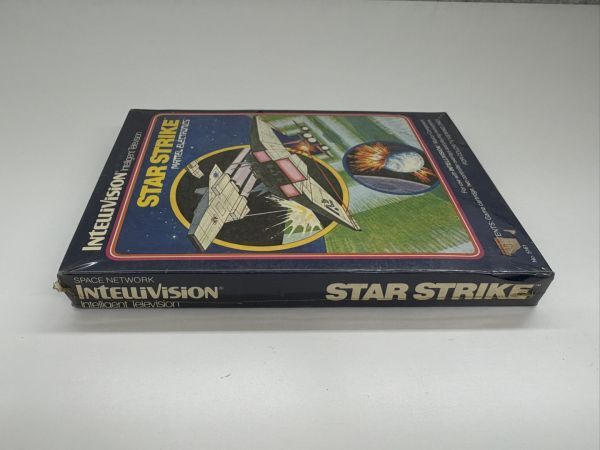 INTELLIVISION
Intelligent Television
STAR STRIKE
MATTEL ELECTRONICS
SPACE NETWORK
INTELLIVISION®
Intelligent Television
STAR STRIKE